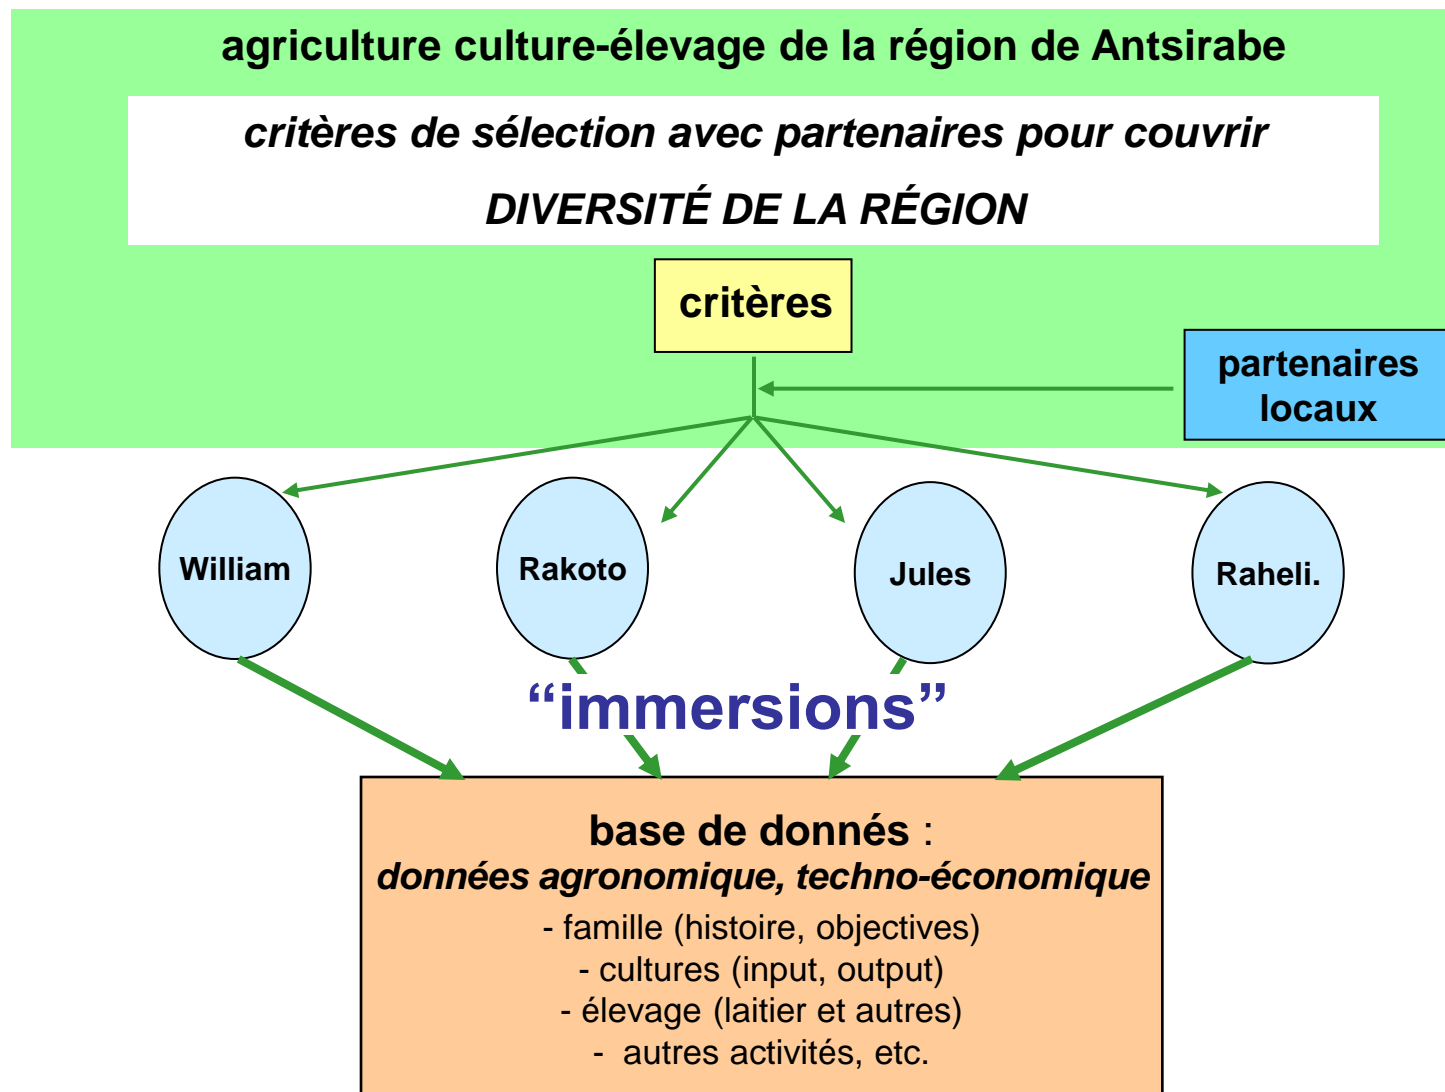 agriculture culture-élevage de la région de Antsirabe
critères de sélection avec partenaires pour couvrir
DIVERSITÉ DE LA RÉGION
critères
partenaires
locaux
William
Rakoto
Jules
Raheli.
“immersions”
base de donnés :
données agronomique, techno-économique
- famille (histoire, objectives)
- cultures (input, output)
- élevage (laitier et autres)
- autres activités, etc.